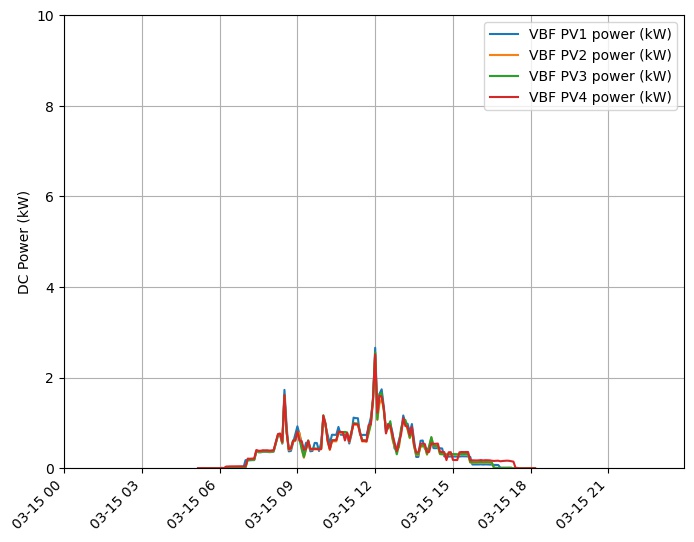 10
8
6
4
2
0
DC Power (kW)
VBF PV1 power (kW)
VBF PV2 power (kW)
VBF PV3 power (kW)
VBF PV4 power (kW)
03-15 00
03-15 03
03-15 06
03-15 09
03-15 12
03-15 15
03-15 18
03-15 21